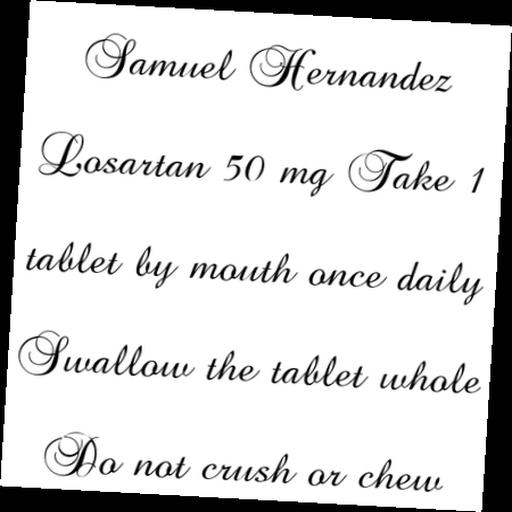 Samuel Hernandez
Losartan 50 mg Take 1
tablet by mouth once daily
Swallow the tablet whole
Do not crush or chew